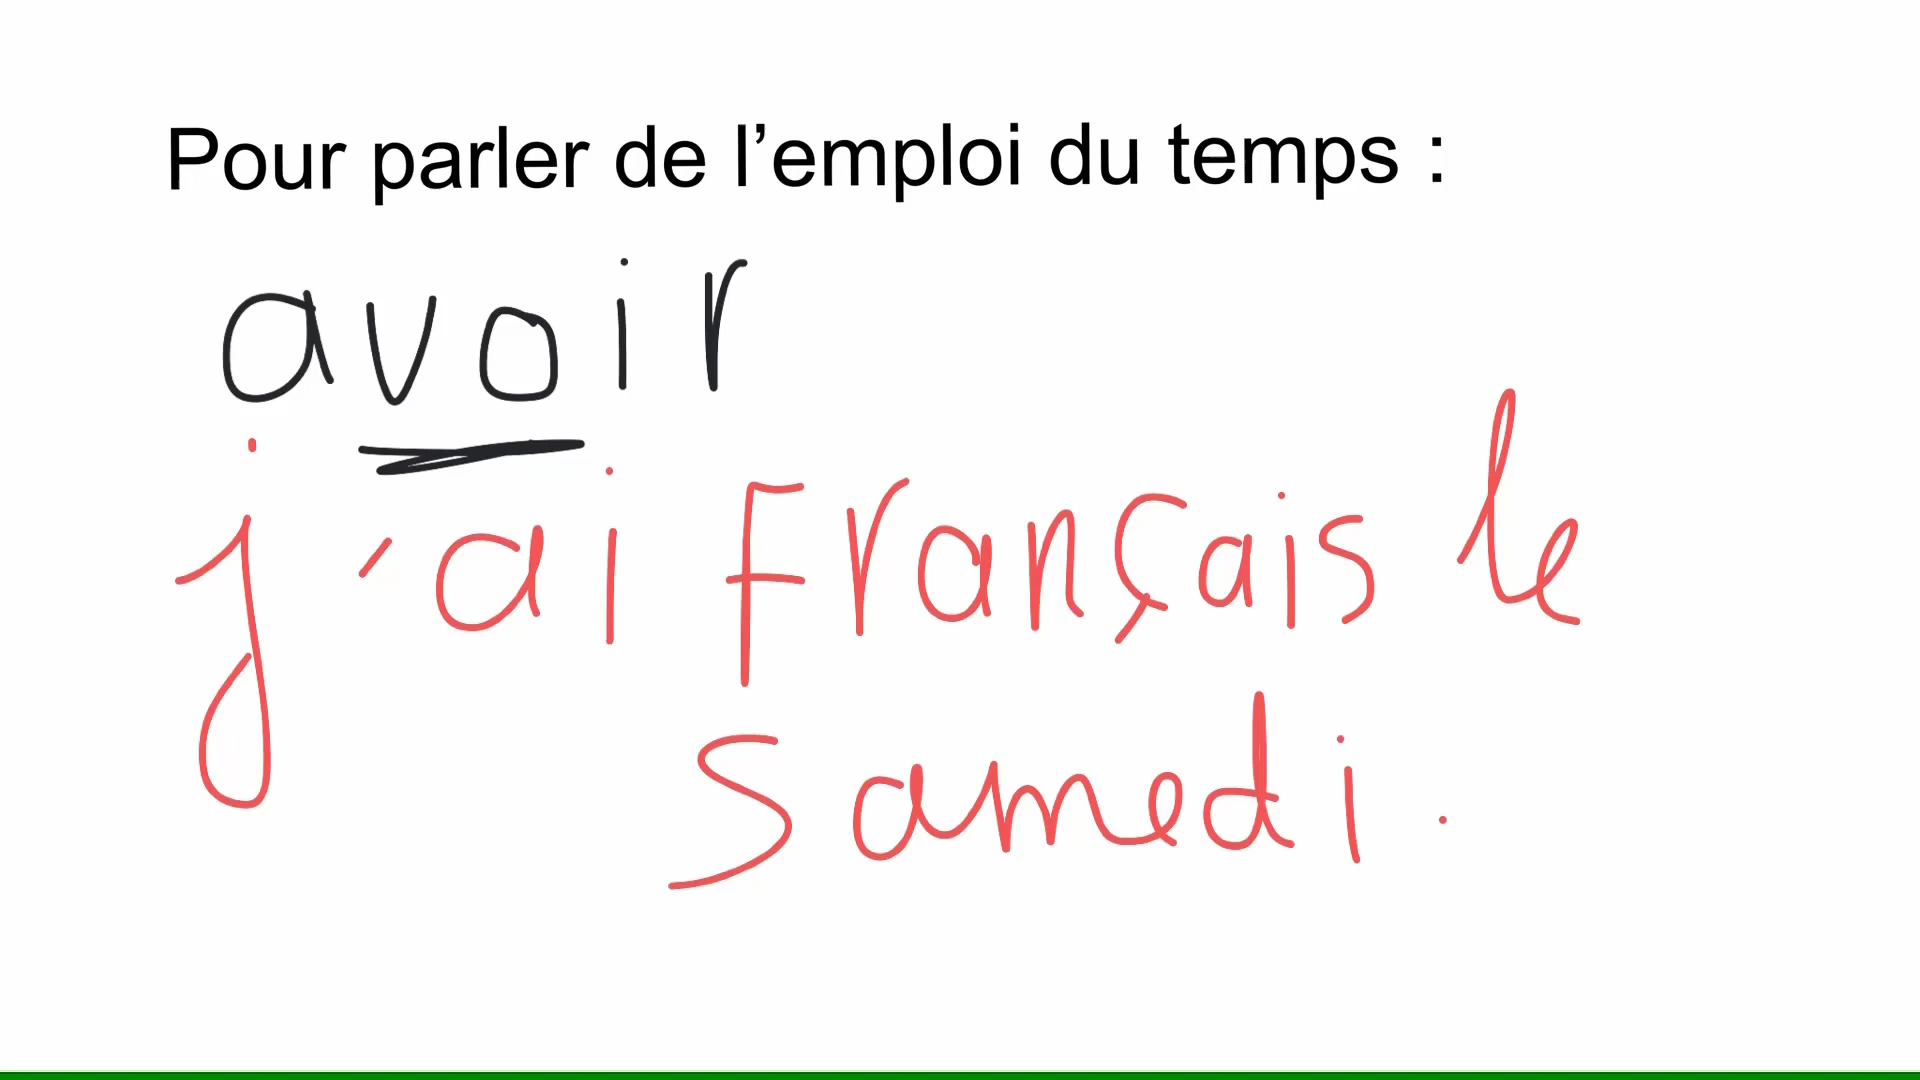 Pour parler de l’emploi du temps :
avoir
j'ai Français le
samedi.